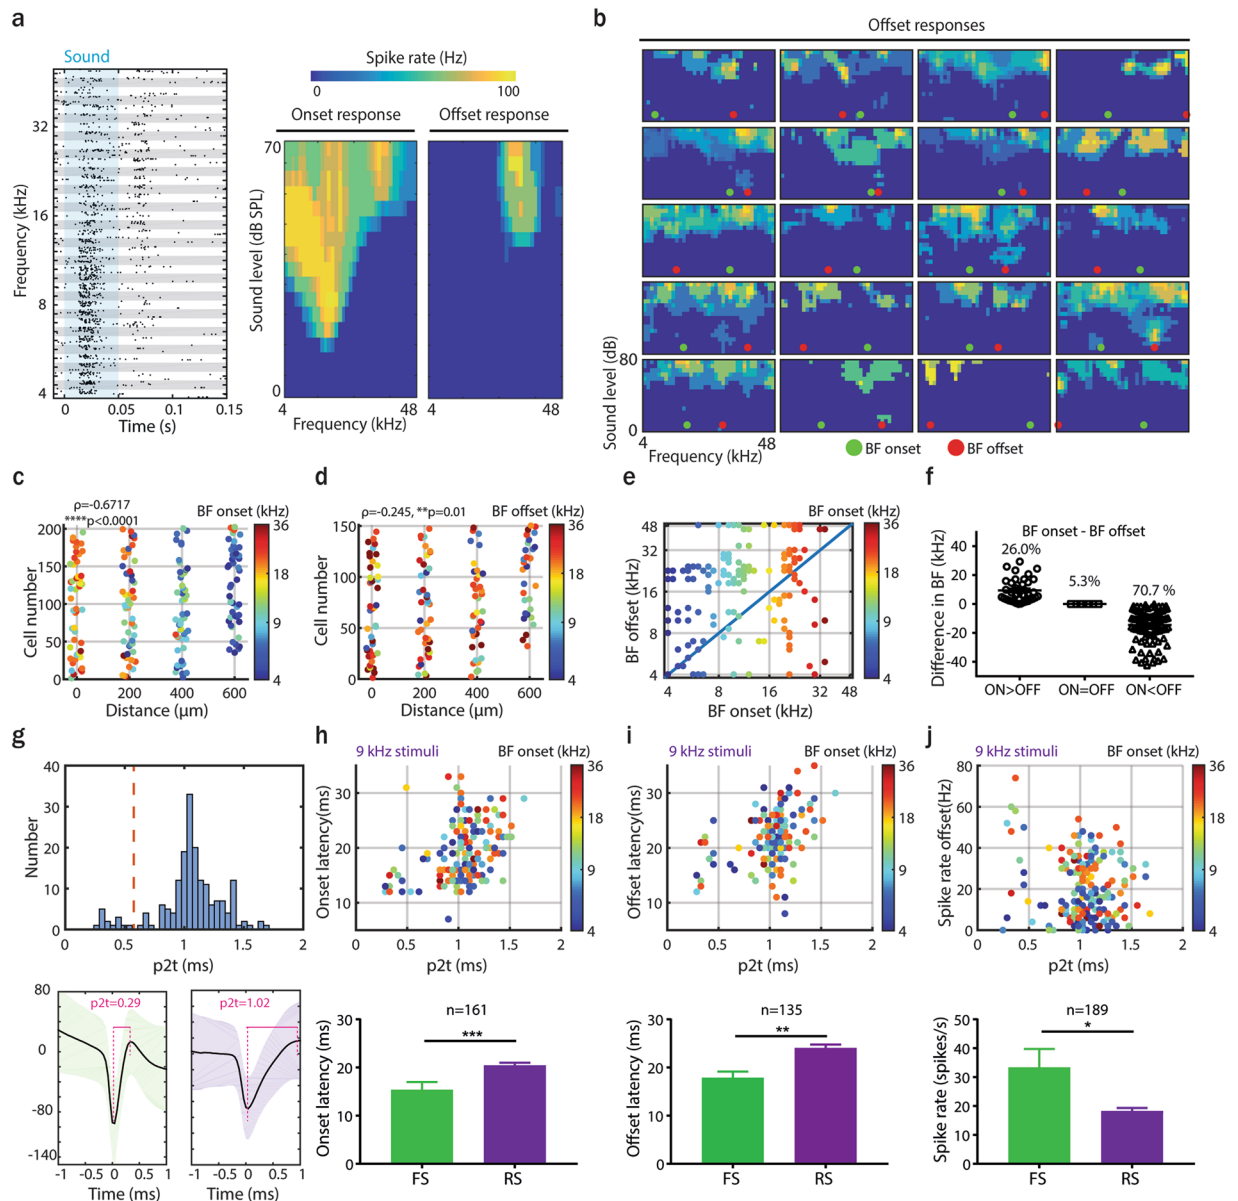 a
Sound
Frequency (kHz)
32
16
8
4
0 0.05 0.1 0.15
Time (s)
Spike rate (Hz)
0 100
Onset response Offset response
Sound level (dB SPL)
70
0
4 48 4 48
Frequency (kHz)
b
Offset responses
Sound level (dB)
80
0
4 48
Frequency (kHz)
BF onset BF offset
c
ρ=-0.6717
****p<0.0001
BF onset (kHz)
Cell number
200
150
100
50
0
0 200 400 600
Distance (μm)
36
18
9
4
d
ρ=-0.245, **p=0.01
BF offset (kHz)
Cell number
150
100
50
0
0 200 400 600
Distance (μm)
36
18
9
4
e
BF onset (kHz)
BF offset (kHz)
48
32
16
8
4
4 8 16 32 48
BF onset (kHz)
36
18
9
4
f
BF onset - BF offset
Difference in BF (kHz)
40
20
0
-20
-40
26.0%
5.3%
70.7 %
ON>OFF ON=OFF ON<OFF
g
Number
40
30
20
10
0
0 0.5 1 1.5 2
p2t (ms)
80
0
-80
-140
p2t=0.29
p2t=1.02
-1 -0.5 0 0.5 1
Time (ms)
-1 -0.5 0 0.5 1
Time (ms)
h
9 kHz stimuli BF onset (kHz)
Onset latency(ms)
30
20
10
0 0.5 1 1.5 2
p2t (ms)
36
18
9
4
n=161
***
Onset latency (ms)
30
20
10
0
FS RS
i
9 kHz stimuli BF onset (kHz)
Offset latency(ms)
30
20
10
0 0.5 1 1.5 2
p2t (ms)
36
18
9
4
n=135
**
Offset latency (ms)
30
20
10
0
FS RS
j
9 kHz stimuli BF onset (kHz)
Spike rate offset(Hz)
80
60
40
20
0
0 0.5 1 1.5 2
p2t (ms)
36
18
9
4
n=189
*
Spike rate (spikes/s)
50
40
30
20
10
0
FS RS